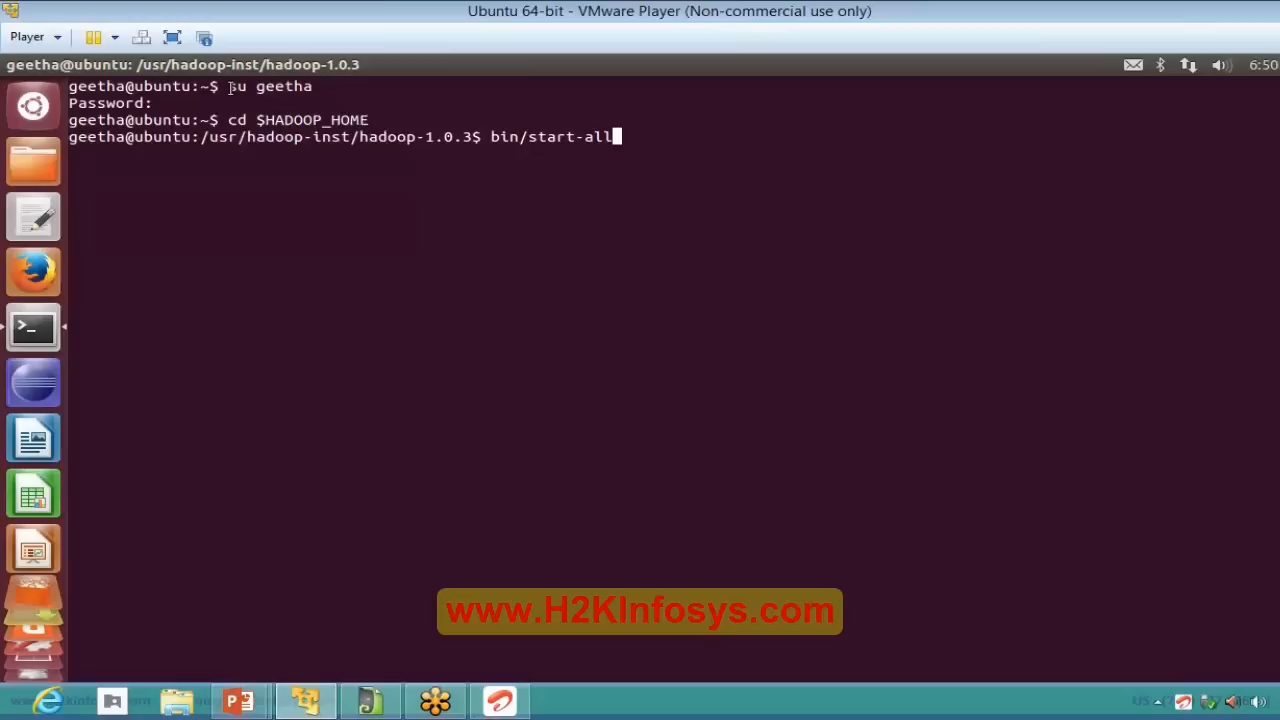 Ubuntu 64-bit - VMware Player (Non-commercial use only)
Player
geetha@ubuntu: /usr/hadoop-inst/hadoop-1.0.3
6:50
geetha@ubuntu:~$ su geetha
Password:
geetha@ubuntu:~$ cd $HADOOP_HOME
geetha@ubuntu:/usr/hadoop-inst/hadoop-1.0.3$ bin/start-all
www.H2KInfosys.com
US